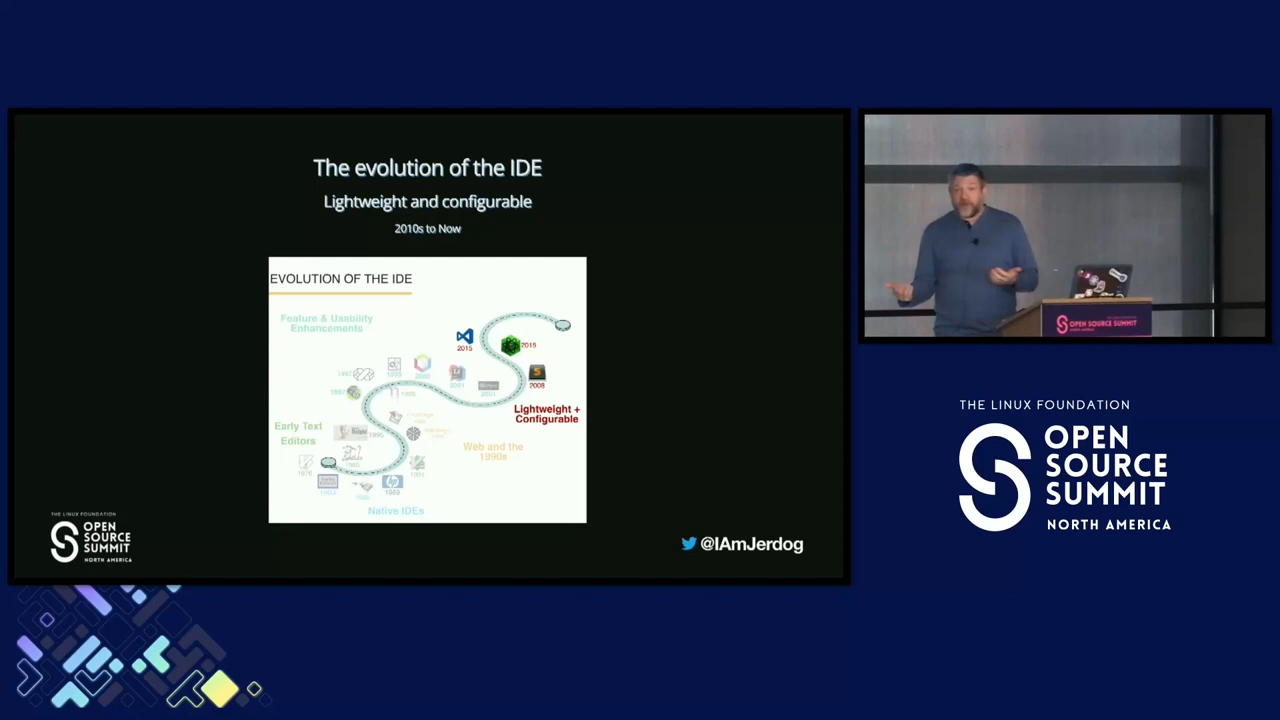 The evolution of the IDE
Lightweight and configurable
2010s to Now
EVOLUTION OF THE IDE
Feature & Usability
Enhancements
2015
2008
Lightweight +
Configurable
Early Text
Editors
Web and the
1990s
1976
1989
Native IDEs
THE LINUX FOUNDATION
OPEN
SOURCE
SUMMIT
NORTH AMERICA
@IAmJerdog
OPEN SOURCE SUMMIT
THE LINUX FOUNDATION
OPEN
SOURCE
SUMMIT
NORTH AMERICA